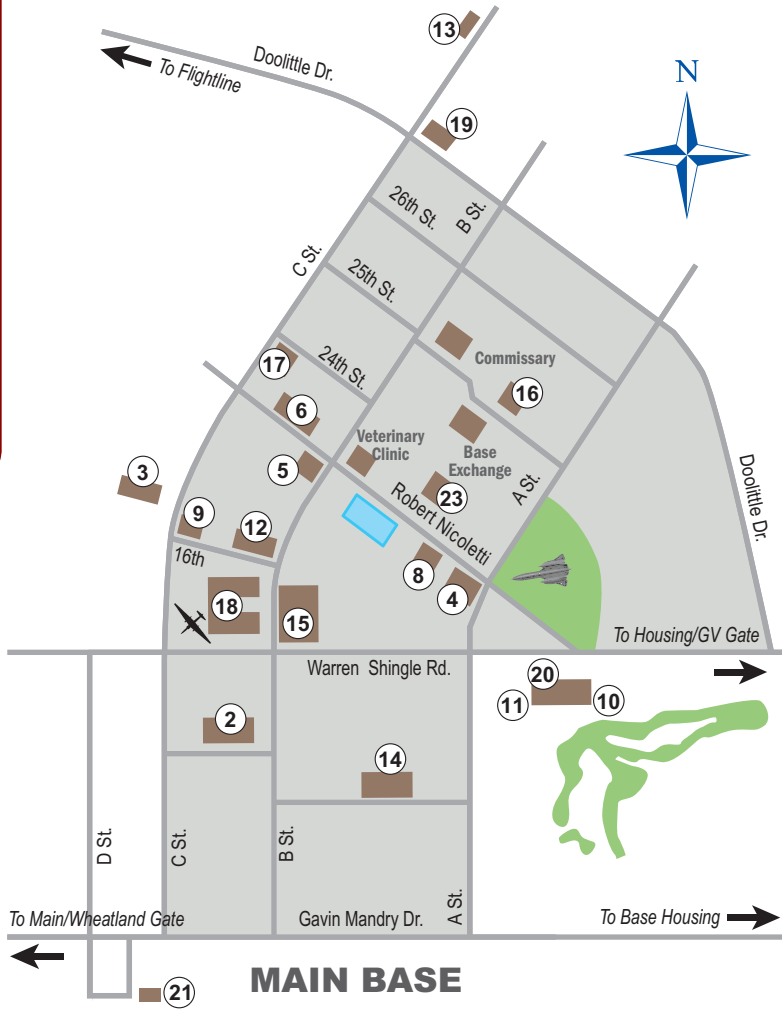 13
Doolittle Dr.
To Flightline
N
19
26th St.
B St.
C St.
25th St.
24th St.
17
Commissary
16
6
Veterinary
Clinic
Base
Exchange
5
3
23
A St.
Doolittle Dr.
Robert Nicoletti
9
12
16th
8
4
18
15
To Housing/GV Gate
Warren Shingle Rd.
20
11
10
2
14
D St.
C St.
B St.
A St.
To Main/Wheatland Gate
Gavin Mandry Dr.
To Base Housing
21
MAIN BASE